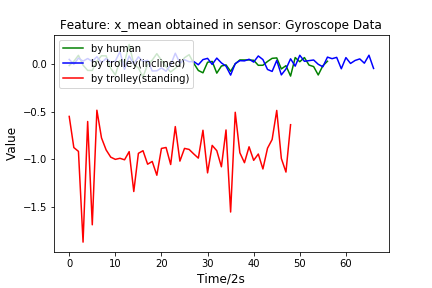 Feature: x_mean obtained in sensor: Gyroscope Data
by human
by trolley(inclined)
by trolley(standing)
Value
0.0
−0.5
−1.0
−1.5
0 10 20 30 40 50 60
Time/2s